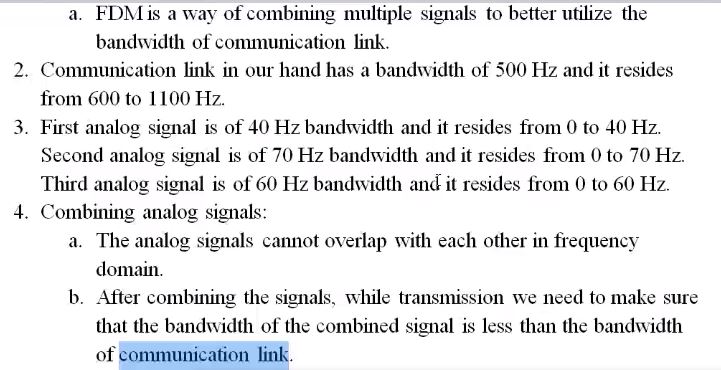 a. FDM is a way of combining multiple signals to better utilize the
bandwidth of communication link.
2. Communication link in our hand has a bandwidth of 500 Hz and it resides
from 600 to 1100 Hz.
3. First analog signal is of 40 Hz bandwidth and it resides from 0 to 40 Hz.
Second analog signal is of 70 Hz bandwidth and it resides from 0 to 70 Hz.
Third analog signal is of 60 Hz bandwidth and it resides from 0 to 60 Hz.
4. Combining analog signals:
a. The analog signals cannot overlap with each other in frequency
domain.
b. After combining the signals, while transmission we need to make sure
that the bandwidth of the combined signal is less than the bandwidth
of communication link.